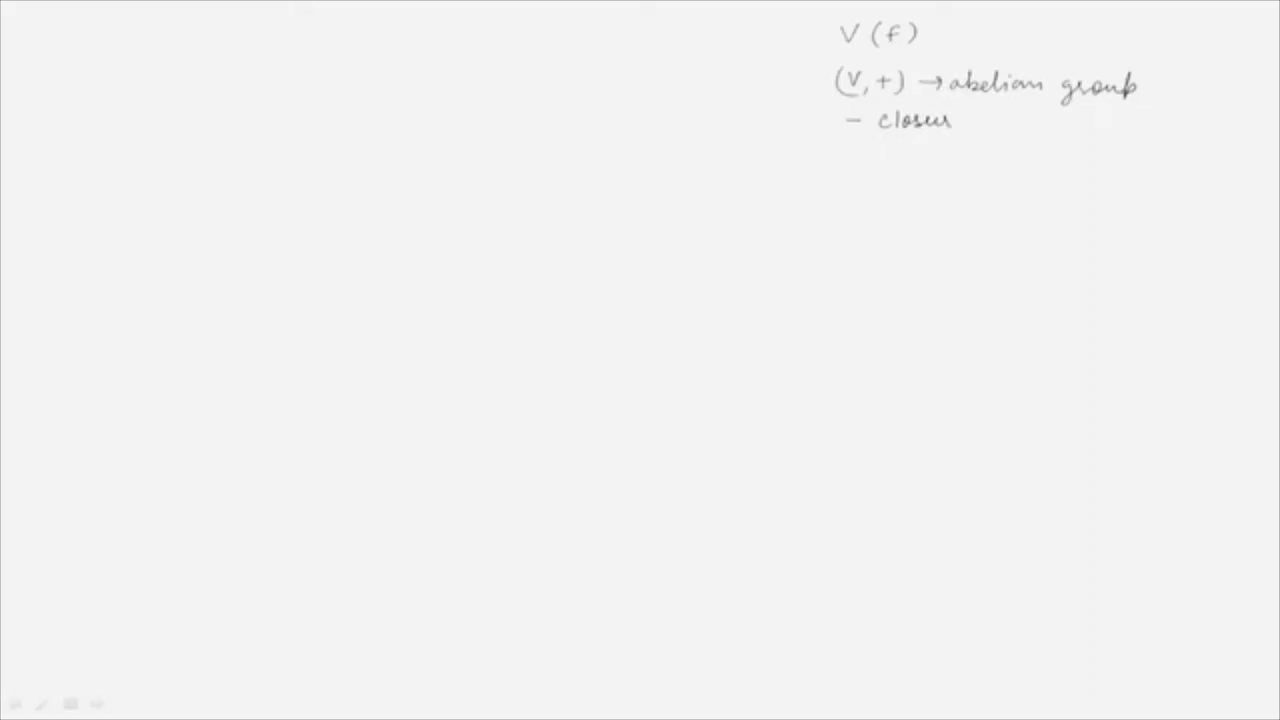 V (F)
(V, +) → abelian group
- closur